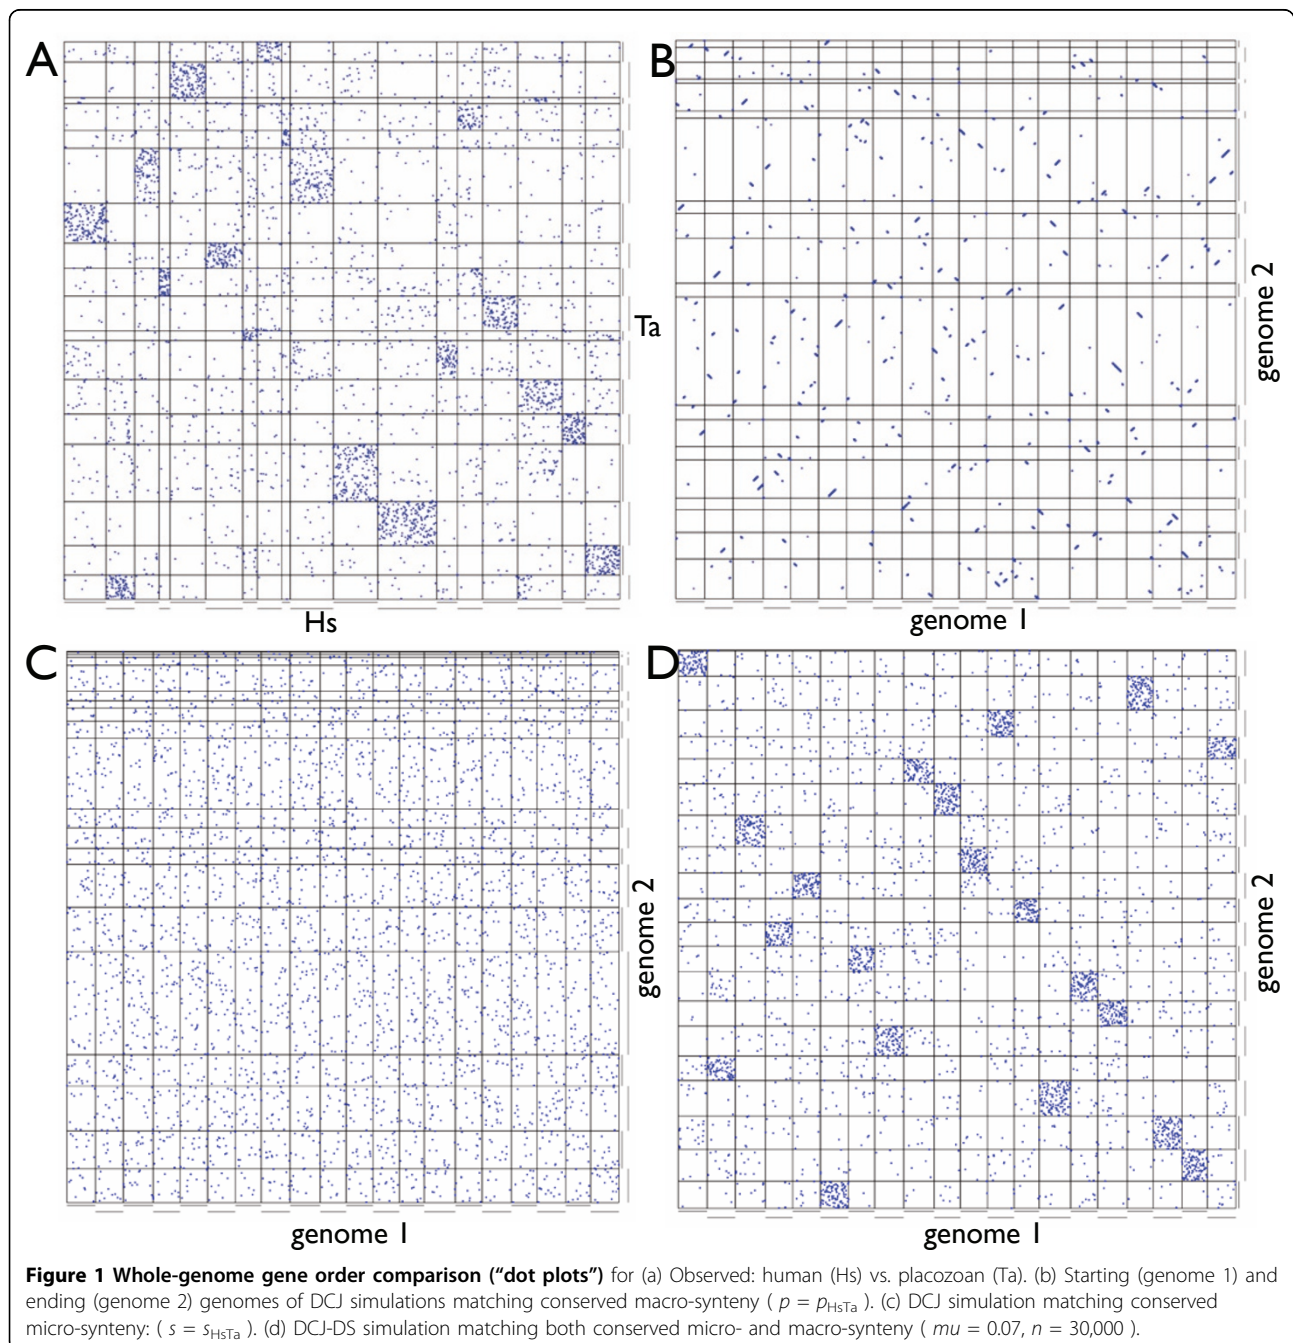 A
B
Ta
genome 2
Hs
genome 1
C
D
genome 2
genome 2
genome 1
genome 1
Figure 1 Whole-genome gene order comparison (“dot plots”) for (a) Observed: human (Hs) vs. placozoan (Ta). (b) Starting (genome 1) and
ending (genome 2) genomes of DCJ simulations matching conserved macro-synteny ( p = pHsTa ). (c) DCJ simulation matching conserved
micro-synteny: ( s = sHsTa ). (d) DCJ-DS simulation matching both conserved micro- and macro-synteny ( mu = 0.07, n = 30,000 ).